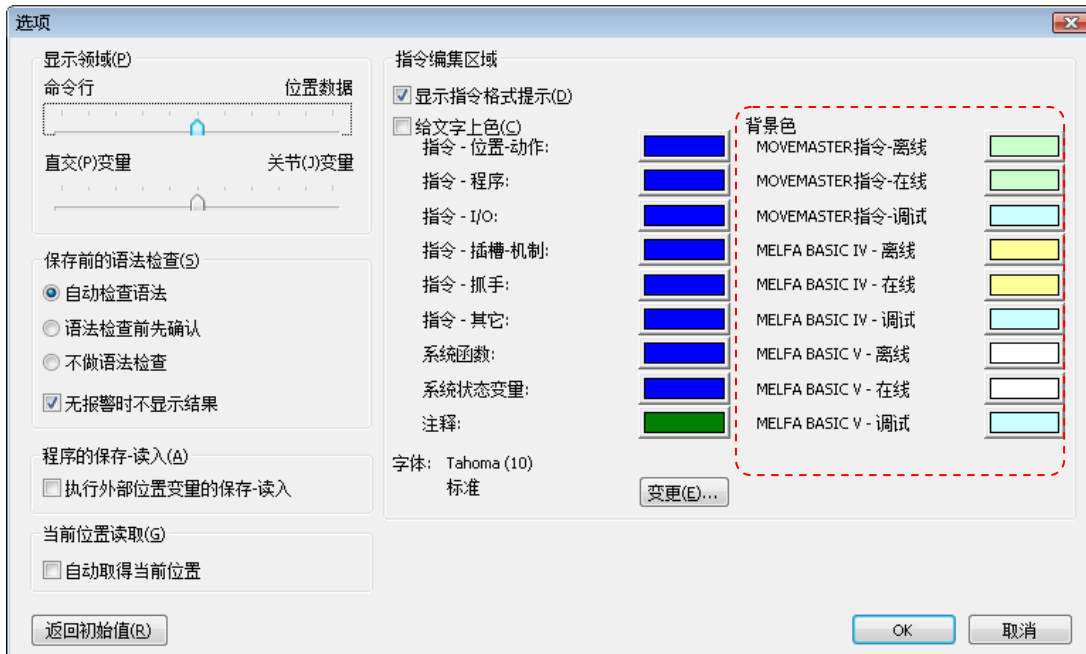 选项
显示领域(P)
命令行 位置数据
直交(P)变量 关节(J)变量
保存前的语法检查(S)
自动检查语法
语法检查前先确认
不做语法检查
无报警时不显示结果
程序的保存-读入(A)
执行外部位置变量的保存-读入
当前位置读取(G)
自动取得当前位置
返回初始值(R)
指令编集区域
显示指令格式提示(D)
给文字上色(C)
指令 - 位置-动作:
指令 - 程序:
指令 - I/O:
指令 - 插槽-机制:
指令 - 抓手:
指令 - 其它:
系统函数:
系统状态变量:
注释:
字体: Tahoma (10)
标准
变更(E)...
背景色
MOVEMASTER指令-离线
MOVEMASTER指令-在线
MOVEMASTER指令-调试
MELFA BASIC IV - 离线
MELFA BASIC IV - 在线
MELFA BASIC IV - 调试
MELFA BASIC V - 离线
MELFA BASIC V - 在线
MELFA BASIC V - 调试
OK
取消